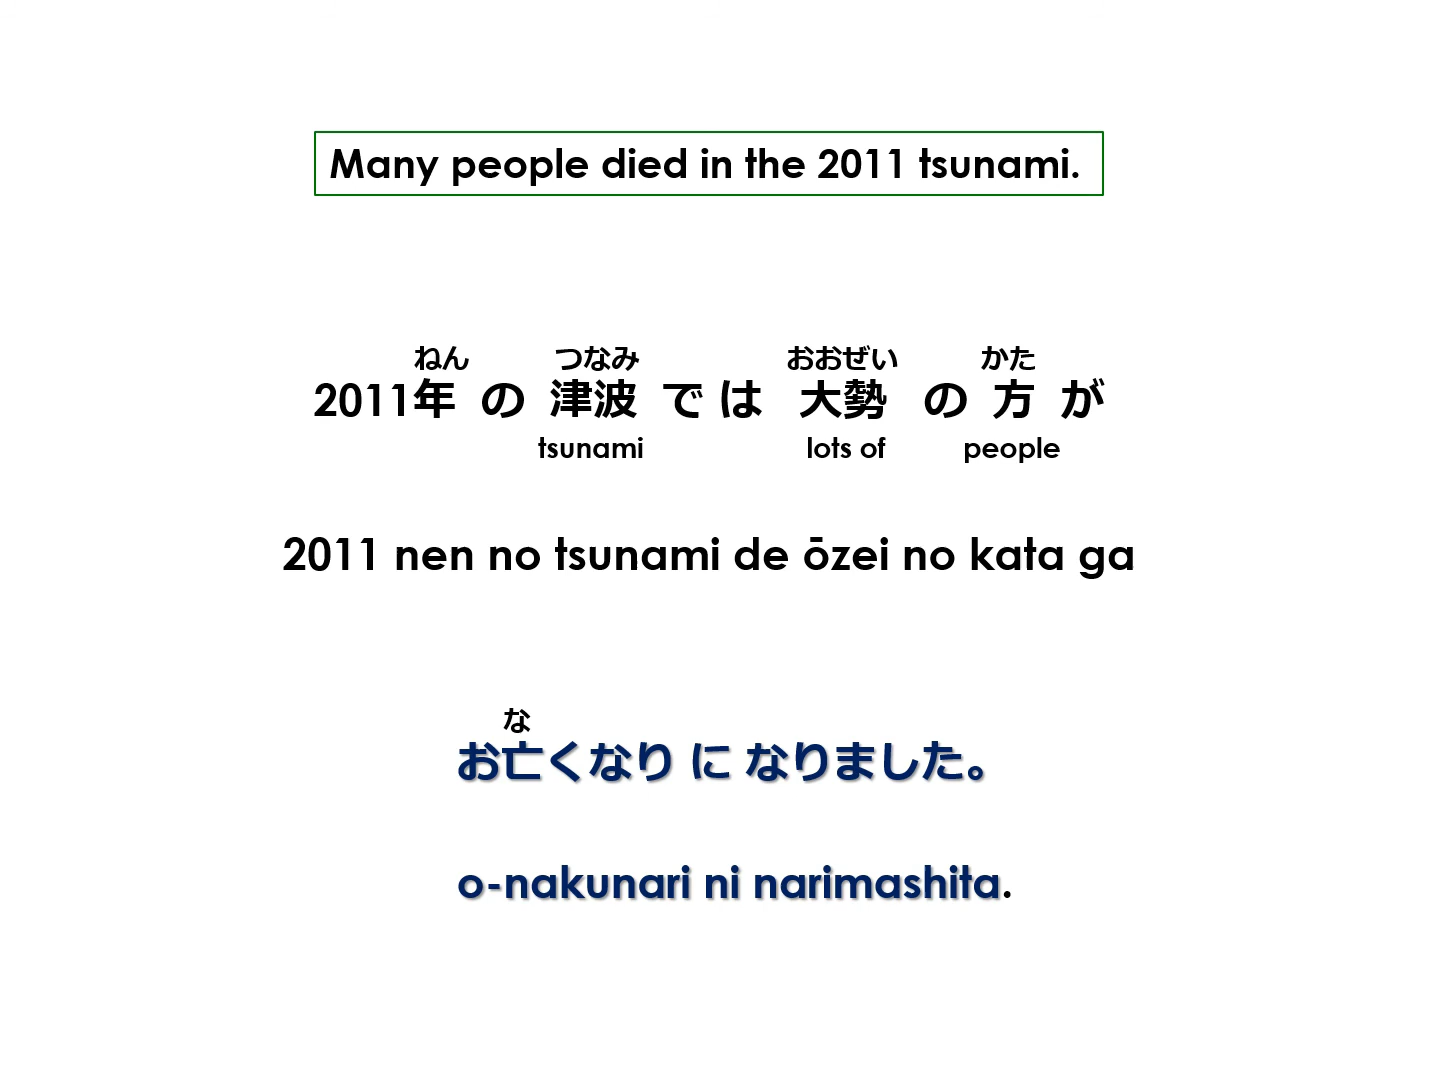 Many people died in the 2011 tsunami.
ねん つなみ おおぜい かた
2011年 の 津波 で は 大勢 の 方 が
tsunami lots of people
2011 nen no tsunami de ōzei no kata ga
な
お亡くなり に なりました。
o-nakunari ni narimashita.